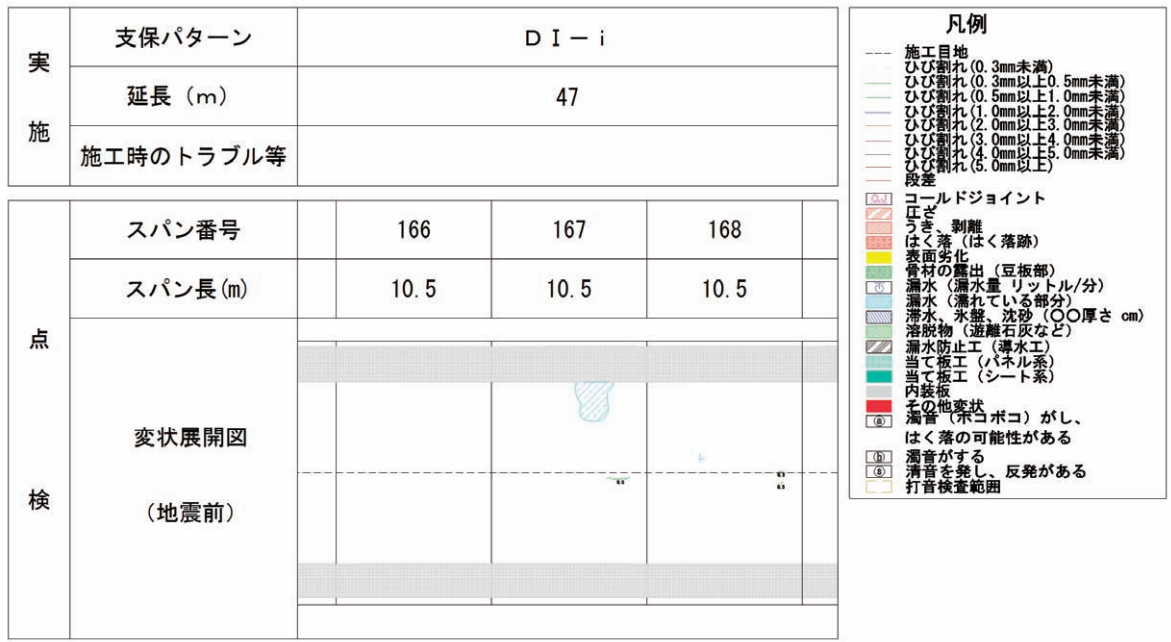 実施
支保パターン
ＤⅠ－ｉ
延長（ｍ）
47
施工時のトラブル等
点検
スパン番号
166
167
168
スパン長(m)
10.5
10.5
10.5
変状展開図
（地震前）
0.3
0.3
0.3
凡例
施工目地
ひび割れ(0.3㎜未満)
ひび割れ(0.3㎜以上0.5㎜未満)
ひび割れ(0.5㎜以上1.0㎜未満)
ひび割れ(1.0㎜以上2.0㎜未満)
ひび割れ(2.0㎜以上3.0㎜未満)
ひび割れ(3.0㎜以上4.0㎜未満)
ひび割れ(4.0㎜以上5.0㎜未満)
ひび割れ(5.0㎜以上)
段差
C.J コールドジョイント
圧ざ
うき、剥離
はく落（はく落跡）
表面劣化
骨材の露出（豆板部）
漏水（漏水量 リットル/分）
漏水（濡れている部分）
滞水、氷盤、沈砂（〇〇厚さ cm）
溶脱物（遊離石灰など）
漏水防止工（導水工）
当て板工（パネル系）
当て板工（シート系）
内装板
その他変状
ⓐ 濁音（ボコボコ）がし、
はく落の可能性がある
ⓑ 濁音がする
ⓢ 清音を発し、反発がある
打音検査範囲